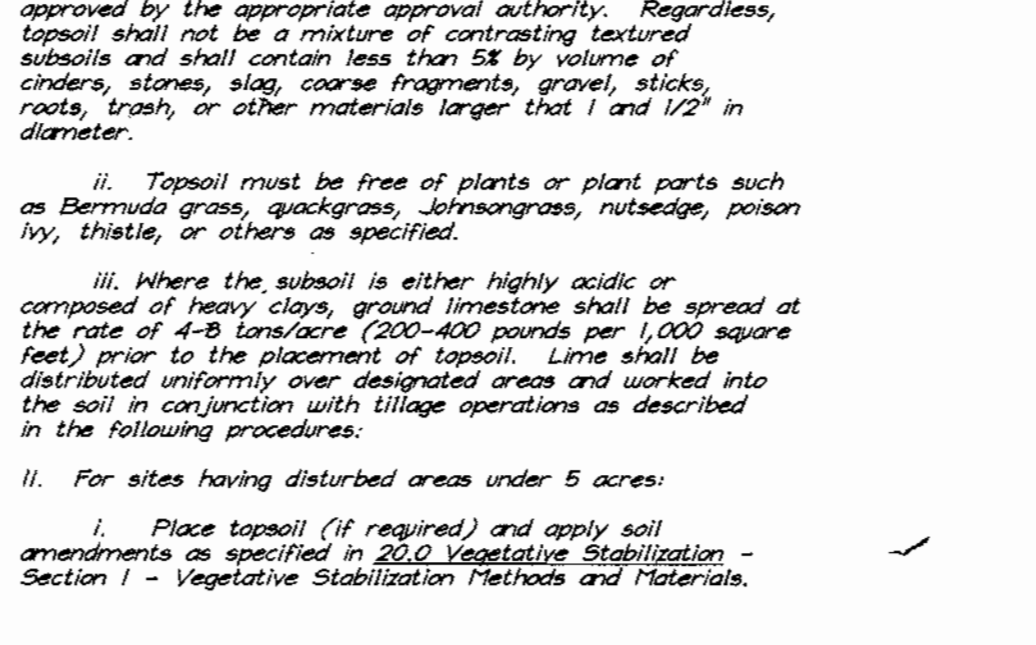 approved by the appropriate approval authority. Regardless,
topsoil shall not be a mixture of contrasting textured
subsoils and shall contain less than 5% by volume of
cinders, stones, slag, coarse fragments, gravel, sticks,
roots, trash, or other materials larger that 1 and 1/2" in
diameter.
ii. Topsoil must be free of plants or plant parts such
as Bermuda grass, quackgrass, Johnsongrass, nutsedge, poison
ivy, thistle, or others as specified.
iii. Where the subsoil is either highly acidic or
composed of heavy clays, ground limestone shall be spread at
the rate of 4-8 tons/acre (200-400 pounds per 1,000 square
feet) prior to the placement of topsoil. Lime shall be
distributed uniformly over designated areas and worked into
the soil in conjunction with tillage operations as described
in the following procedures:
II. For sites having disturbed areas under 5 acres:
i. Place topsoil (if required) and apply soil
amendments as specified in 20.0 Vegetative Stabilization -
Section I - Vegetative Stabilization Methods and Materials.